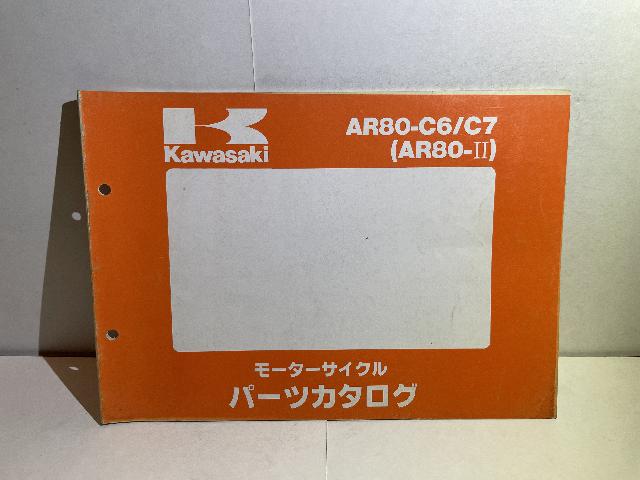 Kawasaki
AR80-C6/C7
(AR80-II)
モーターサイクル
パーツカタログ